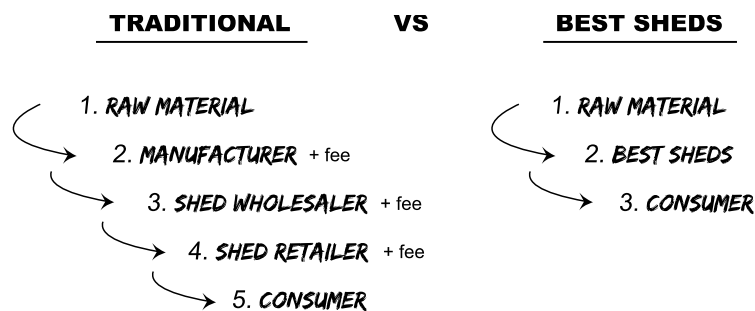 TRADITIONAL VS BEST SHEDS
1. RAW MATERIAL
2. MANUFACTURER + fee
3. SHED WHOLESALER + fee
4. SHED RETAILER + fee
5. CONSUMER
1. RAW MATERIAL
2. BEST SHEDS
3. CONSUMER